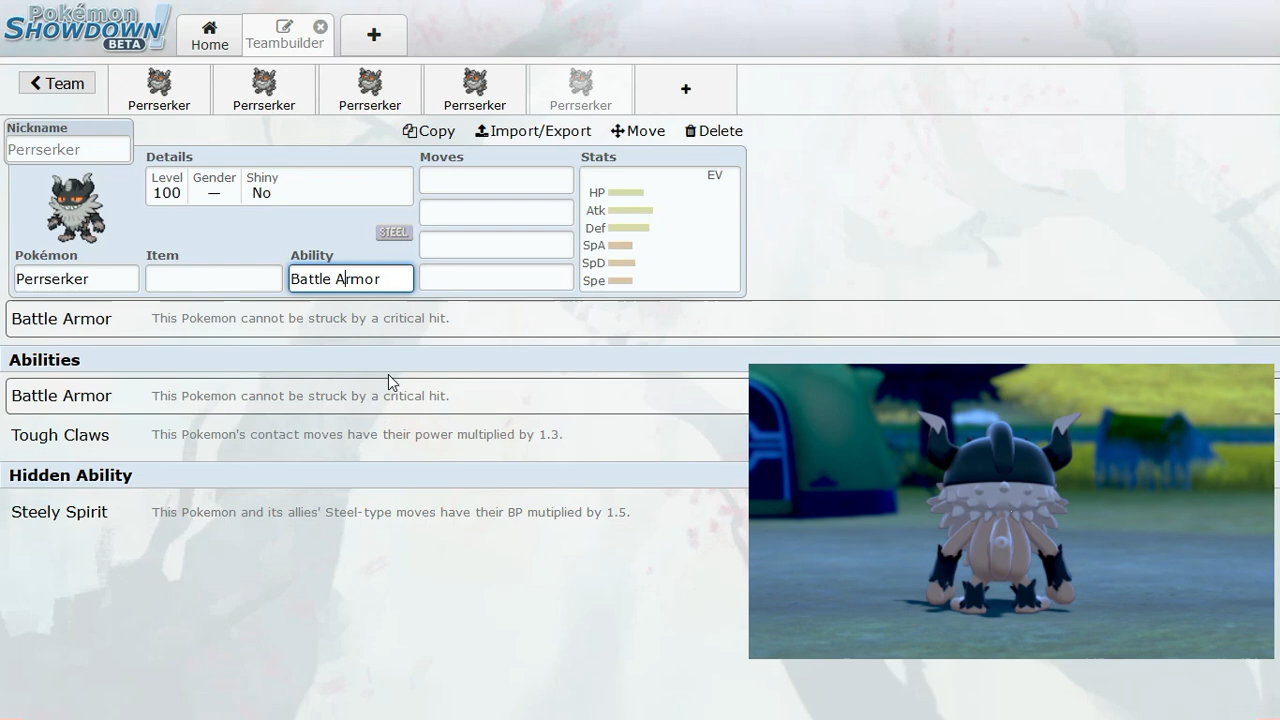 Pokémon
SHOWDOWN!
BETA
Home
Teambuilder
+
Team
Perrserker
Perrserker
Perrserker
Perrserker
Perrserker
+
Nickname
Perrserker
Copy
Import/Export
Move
Delete
Details
Level
100
Gender
—
Shiny
No
STEEL
Pokémon
Perrserker
Item
Ability
Battle Armor
Moves
Stats
EV
HP
Atk
Def
SpA
SpD
Spe
Battle Armor This Pokemon cannot be struck by a critical hit.
Abilities
Battle Armor This Pokemon cannot be struck by a critical hit.
Tough Claws This Pokemon's contact moves have their power multiplied by 1.3.
Hidden Ability
Steely Spirit This Pokemon and its allies' Steel-type moves have their BP mutiplied by 1.5.